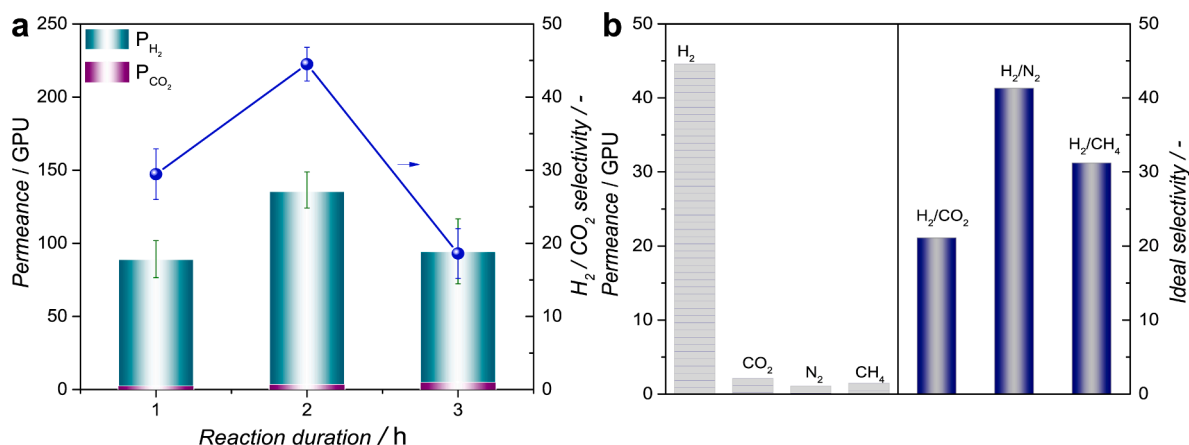 a
P_H₂
P_CO₂
Permeance / GPU
250
200
150
100
50
0
1
2
3
Reaction duration / h
50
40
30
20
10
0
H₂ / CO₂ selectivity / -
b
Permeance / GPU
50
40
30
20
10
0
H₂
CO₂
N₂
CH₄
H₂/CO₂
H₂/N₂
H₂/CH₄
50
40
30
20
10
0
Ideal selectivity / -